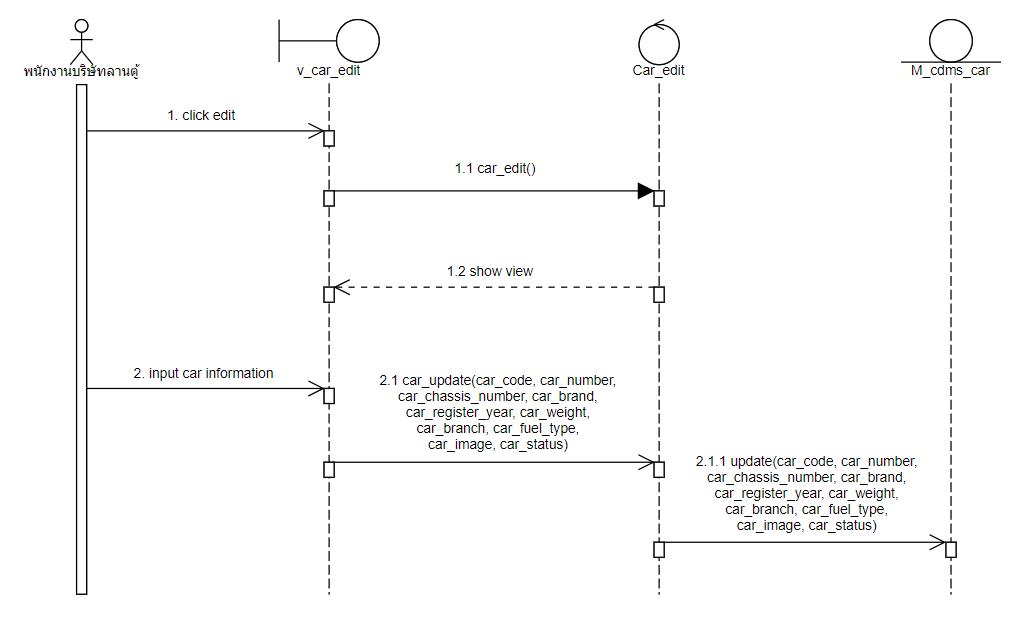 พนักงานบริษัทลานตู้
v_car_edit
Car_edit
M_cdms_car
1. click edit
1.1 car_edit()
1.2 show view
2. input car information
2.1 car_update(car_code, car_number,
car_chassis_number, car_brand,
car_register_year, car_weight,
car_branch, car_fuel_type,
car_image, car_status)
2.1.1 update(car_code, car_number,
car_chassis_number, car_brand,
car_register_year, car_weight,
car_branch, car_fuel_type,
car_image, car_status)